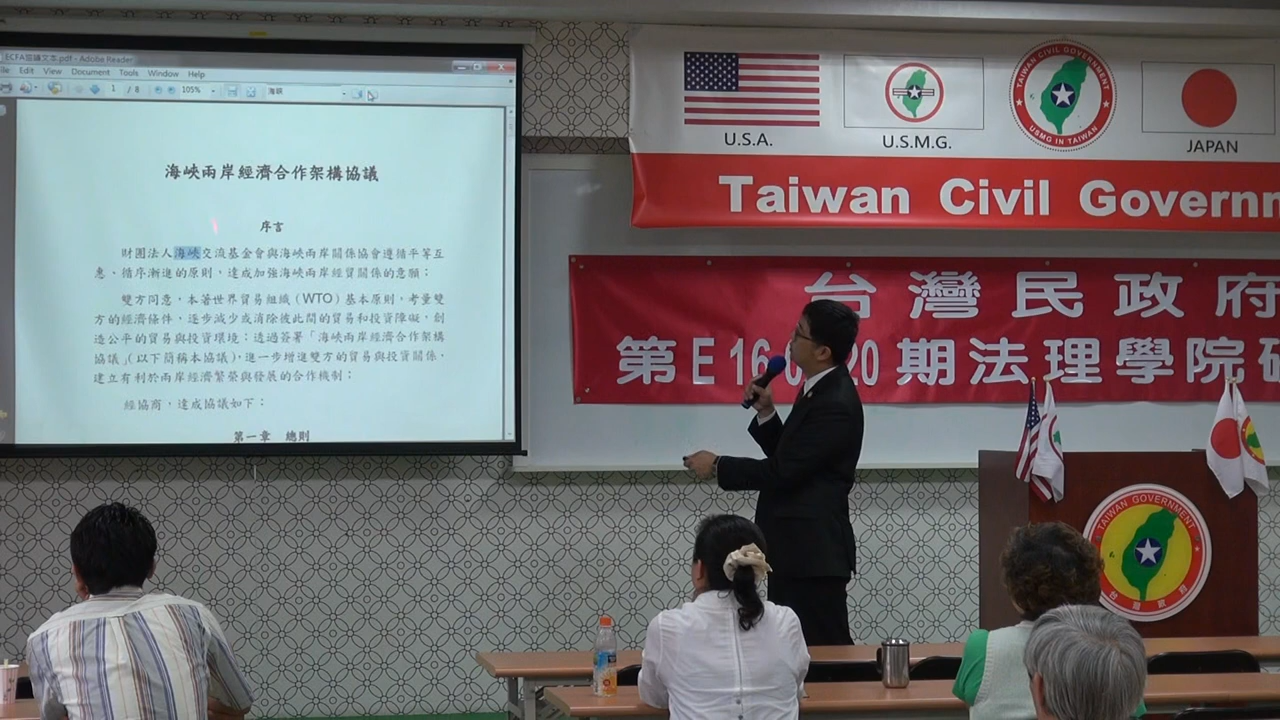 ECFA協議文本.pdf - Adobe Reader
File Edit View Document Tools Window Help
1 / 8 105% 海峽
海峽兩岸經濟合作架構協議
序言
財團法人海峽交流基金會與海峽兩岸關係協會遵循平等互
惠、循序漸進的原則，達成加強海峽兩岸經貿關係的意願；
雙方同意，本著世界貿易組織（WTO）基本原則，考量雙
方的經濟條件，逐步減少或消除彼此間的貿易和投資障礙，創
造公平的貿易與投資環境；透過簽署「海峽兩岸經濟合作架構
協議」（以下簡稱本協議），進一步增進雙方的貿易與投資關係，
建立有利於兩岸經濟繁榮與發展的合作機制；
經協商，達成協議如下：
第一章 總則
U.S.A.
U.S.M.G.
TAIWAN CIVIL GOVERNMENT
USMG IN TAIWAN
JAPAN
Taiwan Civil Governm
台灣民政府
第E 16 20 期法理學院
TAIWAN GOVERNMENT
台灣政府